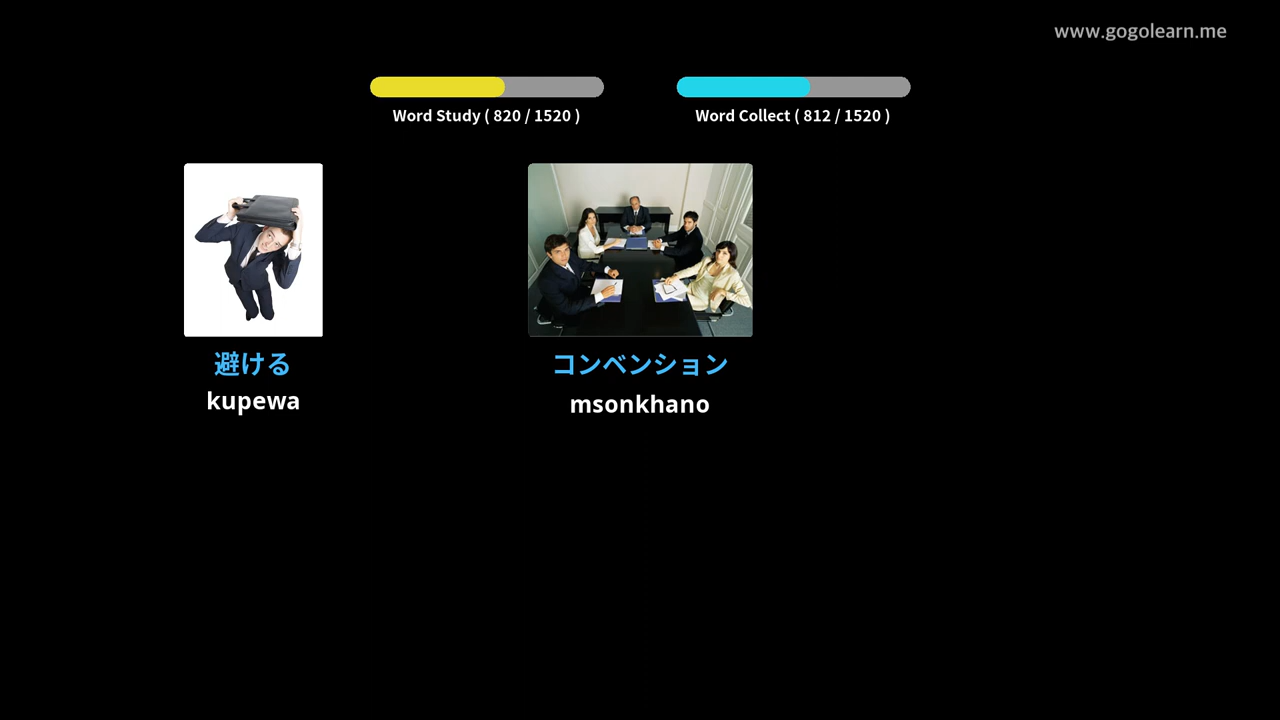 www.gogolearn.me
Word Study ( 820 / 1520 )
Word Collect ( 812 / 1520 )
避ける
kupewa
コンベンション
msonkhano